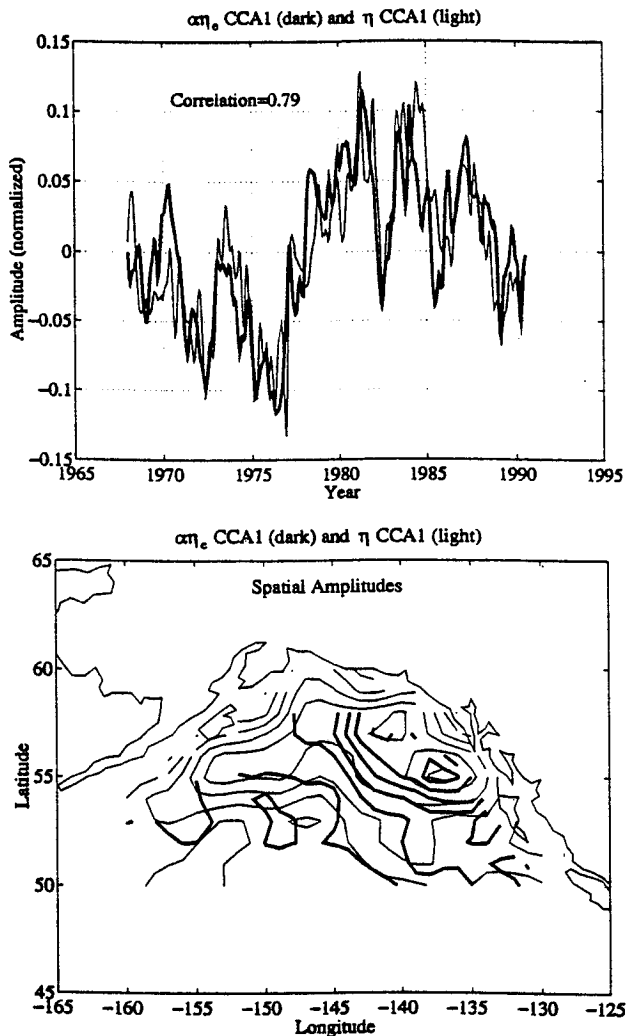 αηe CCA1 (dark) and η CCA1 (light)
0.15
0.1
0.05
0
−0.05
−0.1
−0.15
Amplitude (normalized)
Correlation=0.79
1965 1970 1975 1980 1985 1990 1995
Year
αηe CCA1 (dark) and η CCA1 (light)
65
60
55
50
45
Latitude
Spatial Amplitudes
−165 −160 −155 −150 −145 −140 −135 −130 −125
Longitude